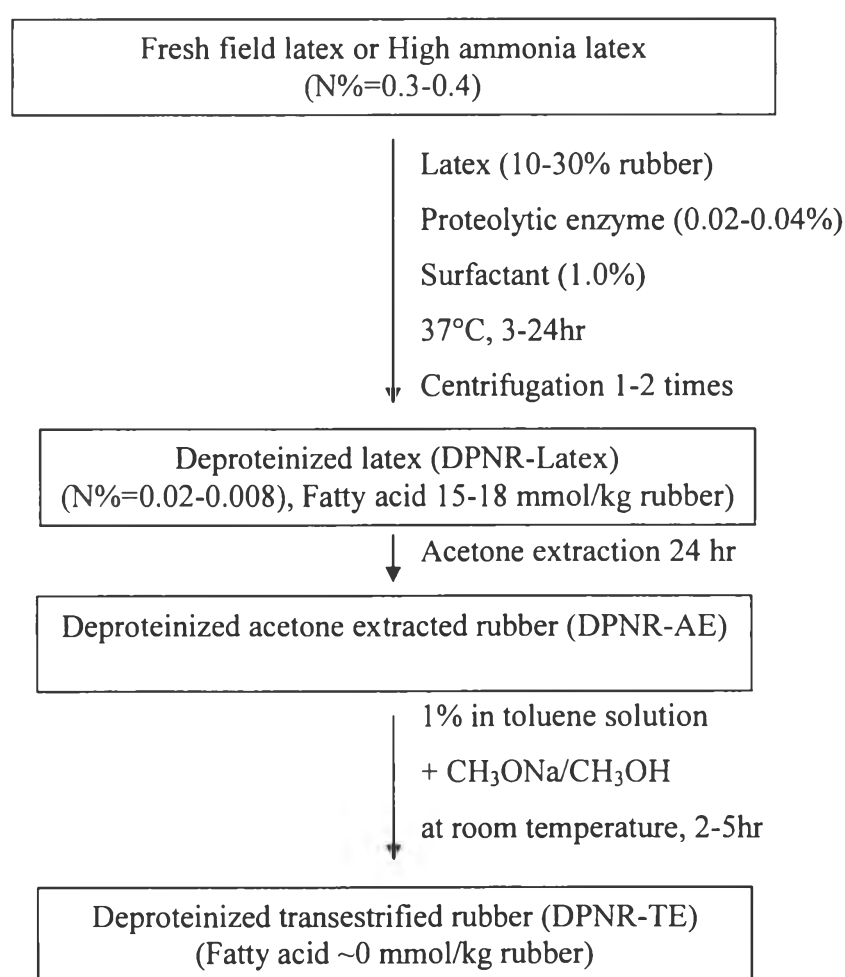 Fresh field latex or High ammonia latex
(N%=0.3-0.4)
Latex (10-30% rubber)
Proteolytic enzyme (0.02-0.04%)
Surfactant (1.0%)
37°C, 3-24hr
Centrifugation 1-2 times
Deproteinized latex (DPNR-Latex)
(N%=0.02-0.008), Fatty acid 15-18 mmol/kg rubber)
Acetone extraction 24 hr
Deproteinized acetone extracted rubber (DPNR-AE)
1% in toluene solution
+ CH₃ONa/CH₃OH
at room temperature, 2-5hr
Deproteinized transestrified rubber (DPNR-TE)
(Fatty acid ~0 mmol/kg rubber)